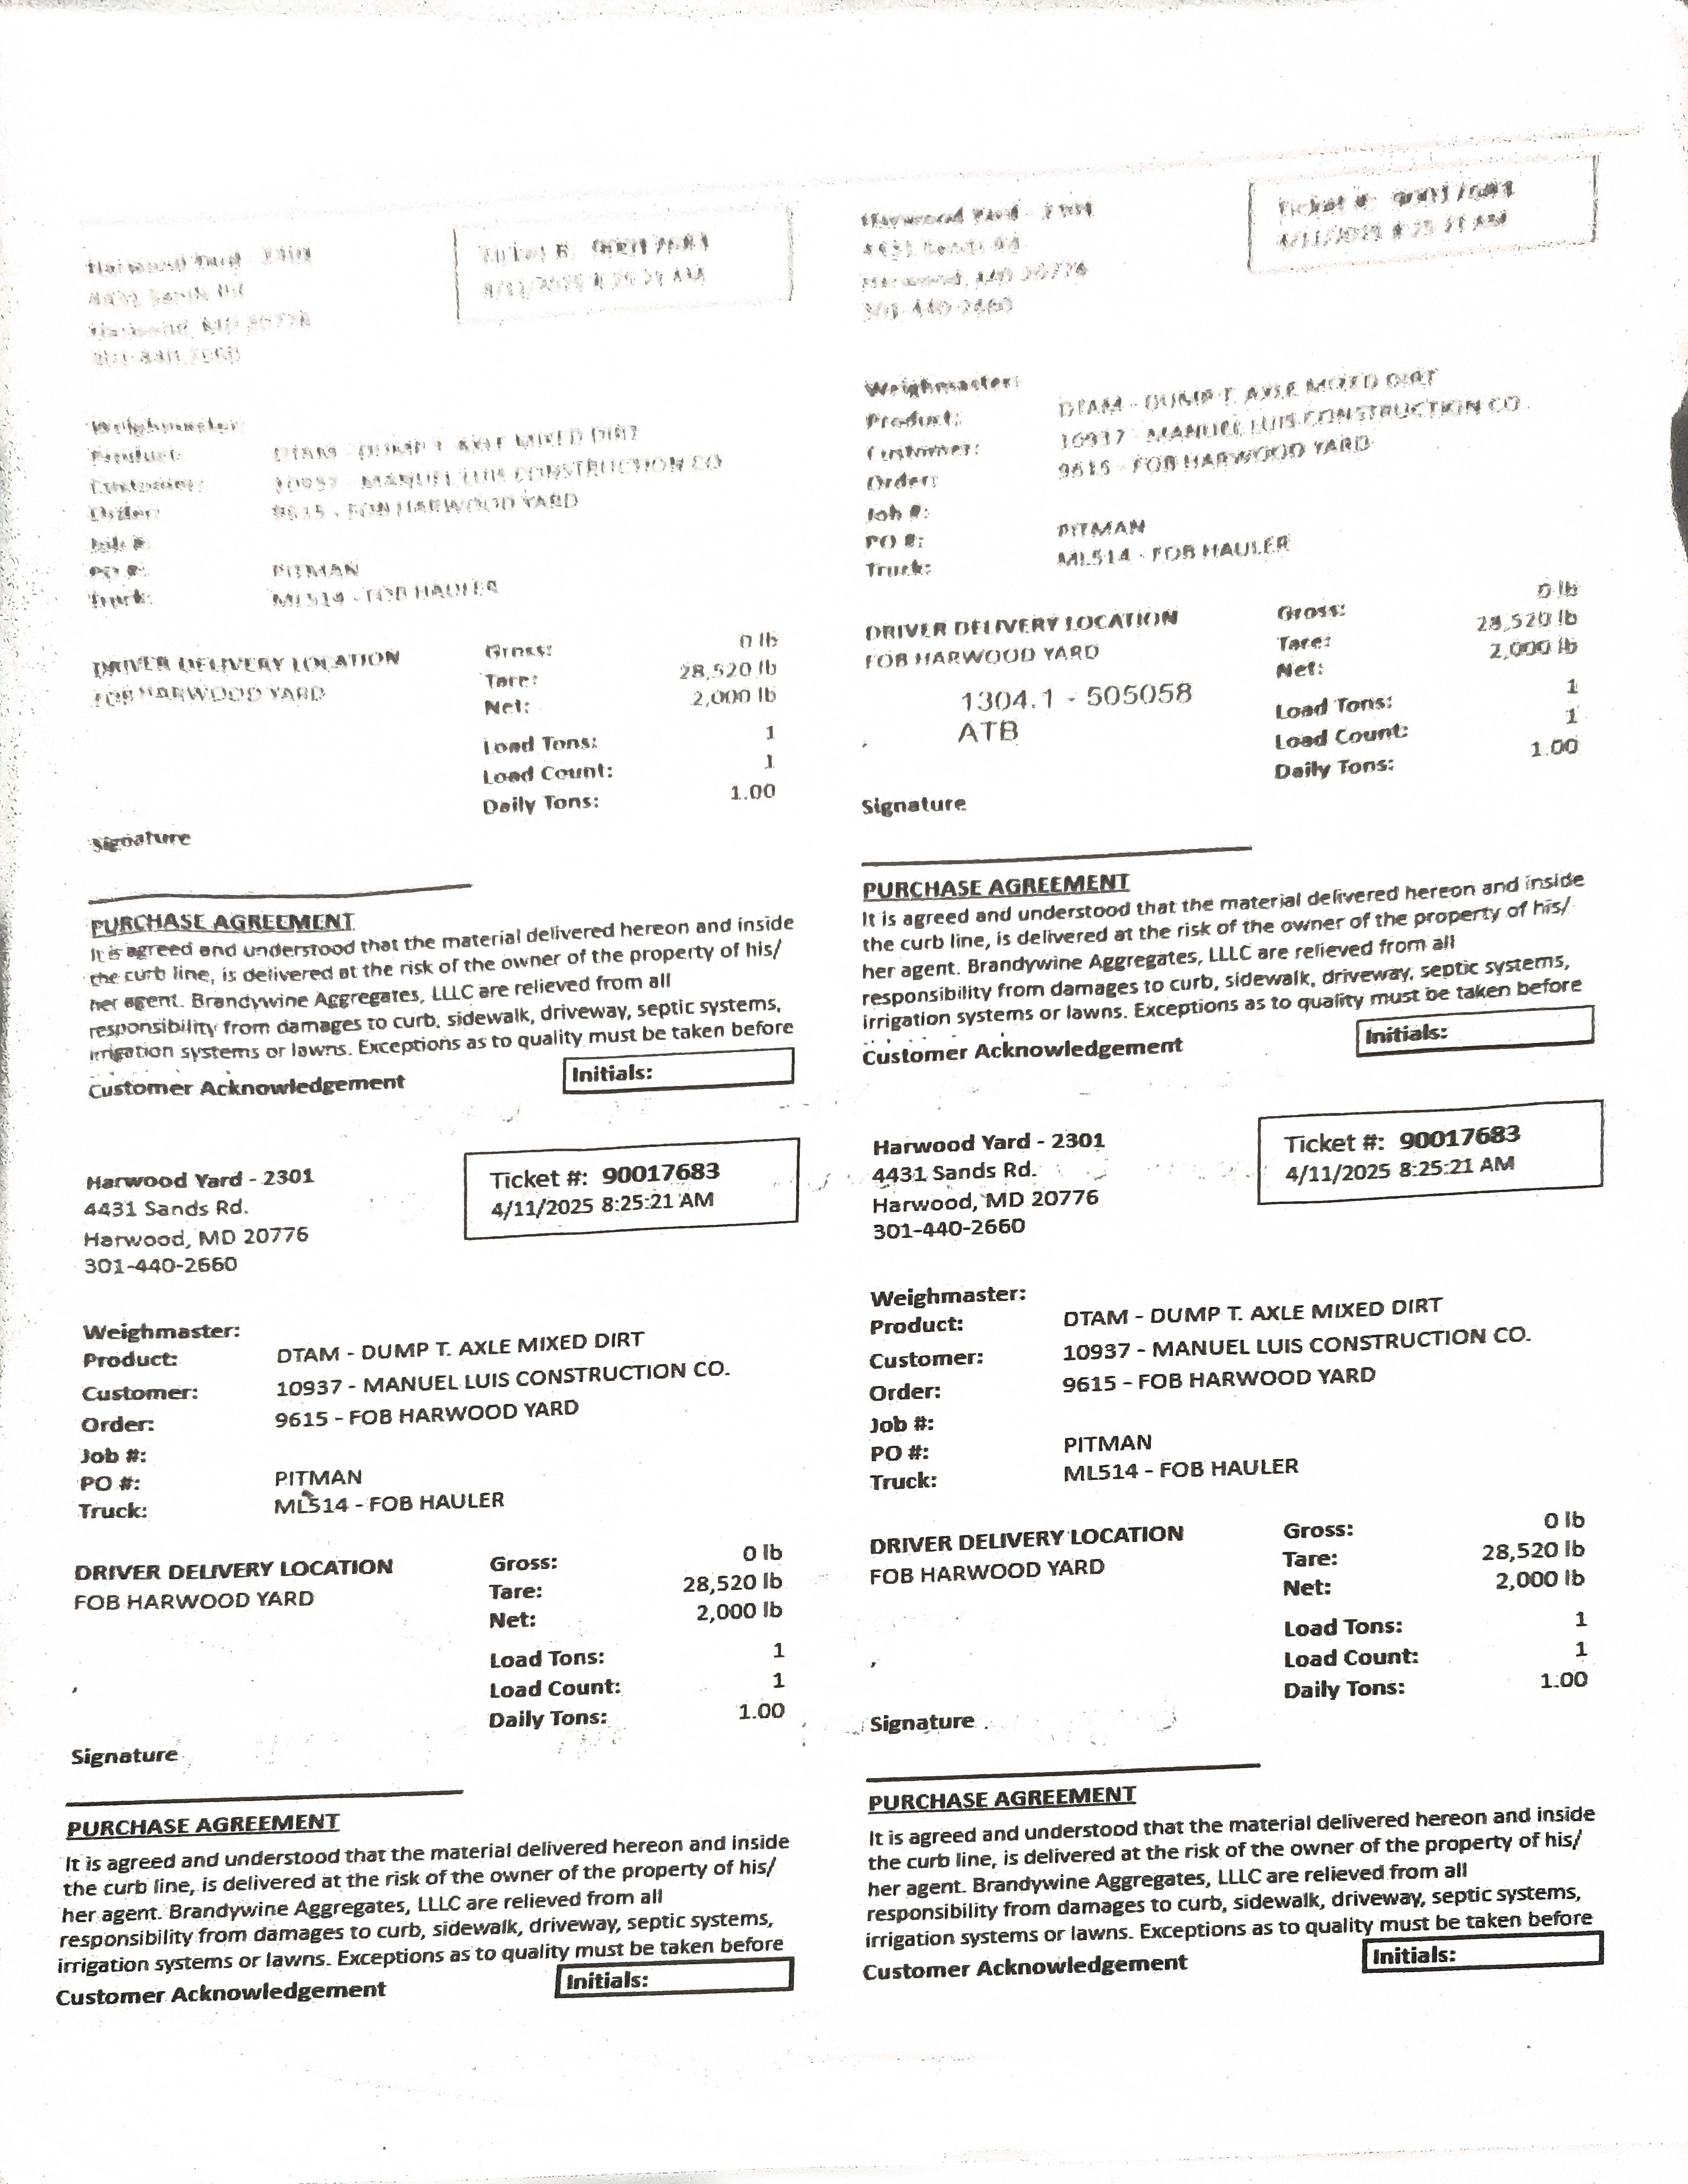 4431 Sands Rd
Harwood, MD 20776
301-440-2660
Weighmaster:
Product: DTAM - DUMP T. AXLE MIXED DIRT
Customer: 10937 - MANUEL LUIS CONSTRUCTION CO
Order: 9615 - FOB HARWOOD YARD
Job #:
PO #: PITMAN
Truck: ML514 - FOB HAULER
DRIVER DELIVERY LOCATION
FOB HARWOOD YARD
Gross: 0 lb
Tare: 28,520 lb
Net: 2,000 lb
Load Tons: 1
Load Count: 1
Daily Tons: 1.00
Signature
PURCHASE AGREEMENT
It is agreed and understood that the material delivered hereon and inside
the curb line, is delivered at the risk of the owner of the property of his/
her agent. Brandywine Aggregates, LLLC are relieved from all
responsibility from damages to curb, sidewalk, driveway, septic systems,
irrigation systems or lawns. Exceptions as to quality must be taken before
Customer Acknowledgement
Initials:
Harwood Yard
4431 Sands Rd
Harwood, MD 20776
301-440-2660
Ticket #:
Weighmaster:
Product: DTAM - DUMP T. AXLE MIXED DIRT
Customer: 10937 - MANUEL LUIS CONSTRUCTION CO.
Order: 9615 - FOB HARWOOD YARD
Job #:
PO #: PITMAN
Truck: ML514 - FOB HAULER
DRIVER DELIVERY LOCATION
FOB HARWOOD YARD
1304.1 - 505058
ATB
Gross: 0 lb
Tare: 28,520 lb
Net: 2,000 lb
Load Tons: 1
Load Count: 1
Daily Tons: 1.00
Signature
PURCHASE AGREEMENT
It is agreed and understood that the material delivered hereon and inside
the curb line, is delivered at the risk of the owner of the property of his/
her agent. Brandywine Aggregates, LLLC are relieved from all
responsibility from damages to curb, sidewalk, driveway, septic systems,
irrigation systems or lawns. Exceptions as to quality must be taken before
Customer Acknowledgement
Initials:
Harwood Yard - 2301
4431 Sands Rd.
Harwood, MD 20776
301-440-2660
Ticket #: 90017683
4/11/2025 8:25:21 AM
Weighmaster:
Product: DTAM - DUMP T. AXLE MIXED DIRT
Customer: 10937 - MANUEL LUIS CONSTRUCTION CO.
Order: 9615 - FOB HARWOOD YARD
Job #:
PO #: PITMAN
Truck: ML514 - FOB HAULER
DRIVER DELIVERY LOCATION
FOB HARWOOD YARD
Gross: 0 lb
Tare: 28,520 lb
Net: 2,000 lb
Load Tons: 1
Load Count: 1
Daily Tons: 1.00
Signature
PURCHASE AGREEMENT
It is agreed and understood that the material delivered hereon and inside
the curb line, is delivered at the risk of the owner of the property of his/
her agent. Brandywine Aggregates, LLLC are relieved from all
responsibility from damages to curb, sidewalk, driveway, septic systems,
irrigation systems or lawns. Exceptions as to quality must be taken before
Customer Acknowledgement
Initials:
Harwood Yard - 2301
4431 Sands Rd.
Harwood, MD 20776
301-440-2660
Ticket #: 90017683
4/11/2025 8:25:21 AM
Weighmaster:
Product: DTAM - DUMP T. AXLE MIXED DIRT
Customer: 10937 - MANUEL LUIS CONSTRUCTION CO.
Order: 9615 - FOB HARWOOD YARD
Job #:
PO #: PITMAN
Truck: ML514 - FOB HAULER
DRIVER DELIVERY LOCATION
FOB HARWOOD YARD
Gross: 0 lb
Tare: 28,520 lb
Net: 2,000 lb
Load Tons: 1
Load Count: 1
Daily Tons: 1.00
Signature
PURCHASE AGREEMENT
It is agreed and understood that the material delivered hereon and inside
the curb line, is delivered at the risk of the owner of the property of his/
her agent. Brandywine Aggregates, LLLC are relieved from all
responsibility from damages to curb, sidewalk, driveway, septic systems,
irrigation systems or lawns. Exceptions as to quality must be taken before
Customer Acknowledgement
Initials: